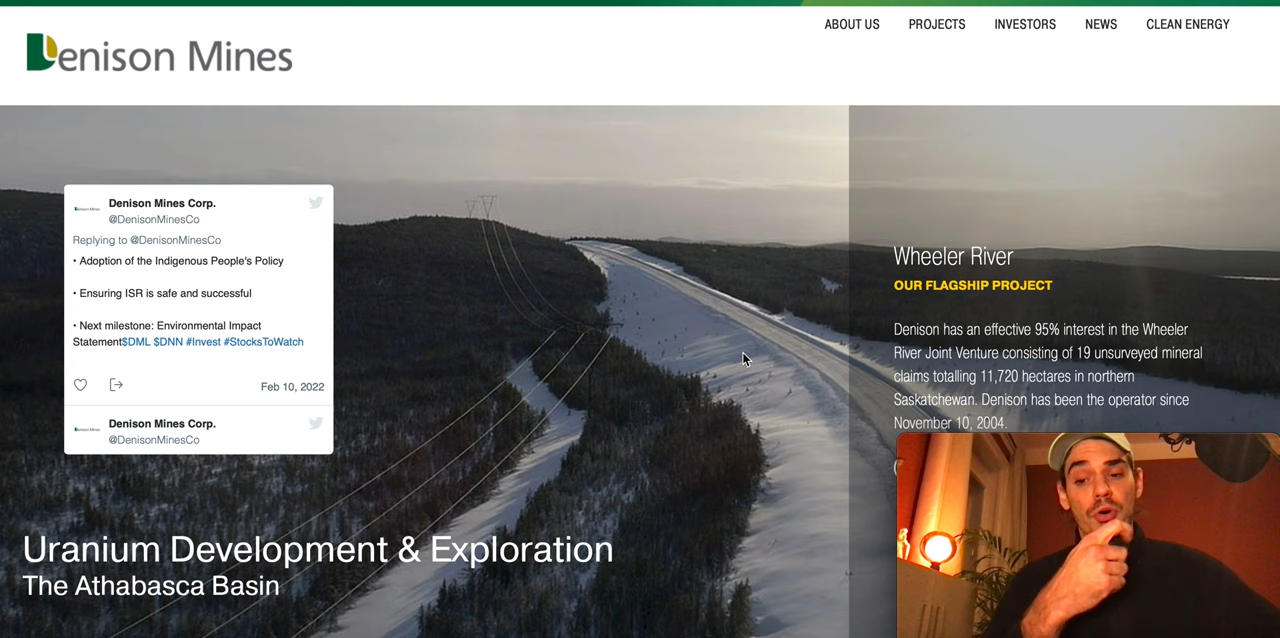 Denison Mines
ABOUT US
PROJECTS
INVESTORS
NEWS
CLEAN ENERGY
Denison Mines Corp.
@DenisonMinesCo
Replying to @DenisonMinesCo
• Adoption of the Indigenous People's Policy
• Ensuring ISR is safe and successful
• Next milestone: Environmental Impact
Statement$DML $DNN #Invest #StocksToWatch
Feb 10, 2022
Denison Mines Corp.
@DenisonMinesCo
Uranium Development & Exploration
The Athabasca Basin
Wheeler River
OUR FLAGSHIP PROJECT
Denison has an effective 95% interest in the Wheeler
River Joint Venture consisting of 19 unsurveyed mineral
claims totalling 11,720 hectares in northern
Saskatchewan. Denison has been the operator since
November 10, 2004.